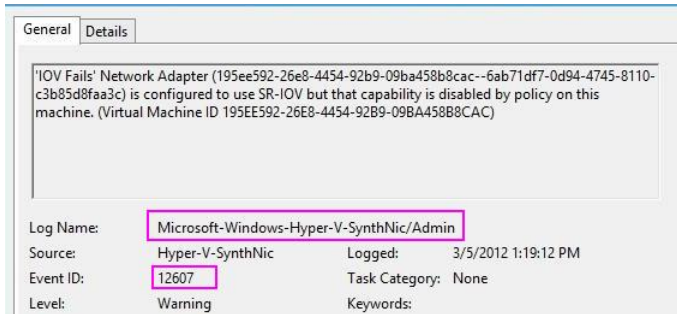 General Details
'IOV Fails' Network Adapter (195ee592-26e8-4454-92b9-09ba458b8cac--6ab71df7-0d94-4745-8110-
c3b85d8faa3c) is configured to use SR-IOV but that capability is disabled by policy on this
machine. (Virtual Machine ID 195EE592-26E8-4454-92B9-09BA458B8CAC)
Log Name: Microsoft-Windows-Hyper-V-SynthNic/Admin
Source: Hyper-V-SynthNic Logged: 3/5/2012 1:19:12 PM
Event ID: 12607 Task Category: None
Level: Warning Keywords: